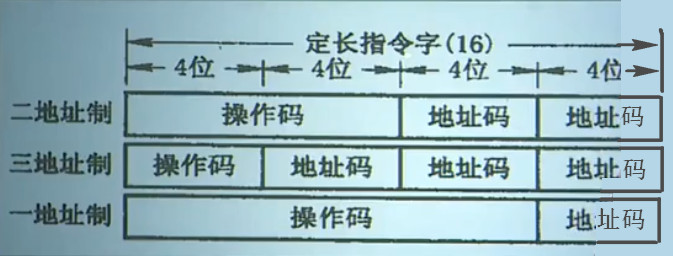 定长指令字(16)
4位 4位 4位 4位
二地址制 操作码 地址码 地址码
三地址制 操作码 地址码 地址码 地址码
一地址制 操作码 地址码